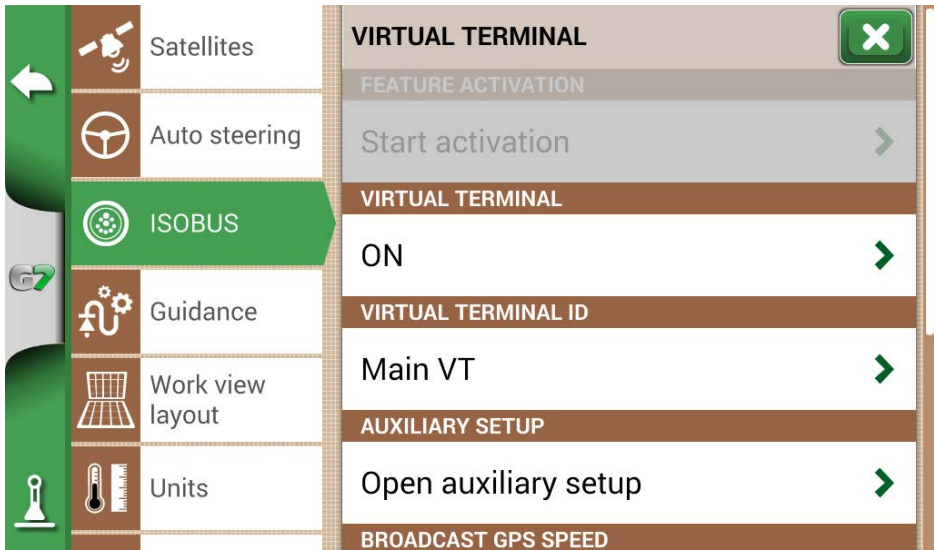 Satellites
Auto steering
ISOBUS
G7
Guidance
Work view
layout
Units
VIRTUAL TERMINAL
FEATURE ACTIVATION
Start activation
VIRTUAL TERMINAL
ON
VIRTUAL TERMINAL ID
Main VT
AUXILIARY SETUP
Open auxiliary setup
BROADCAST GPS SPEED